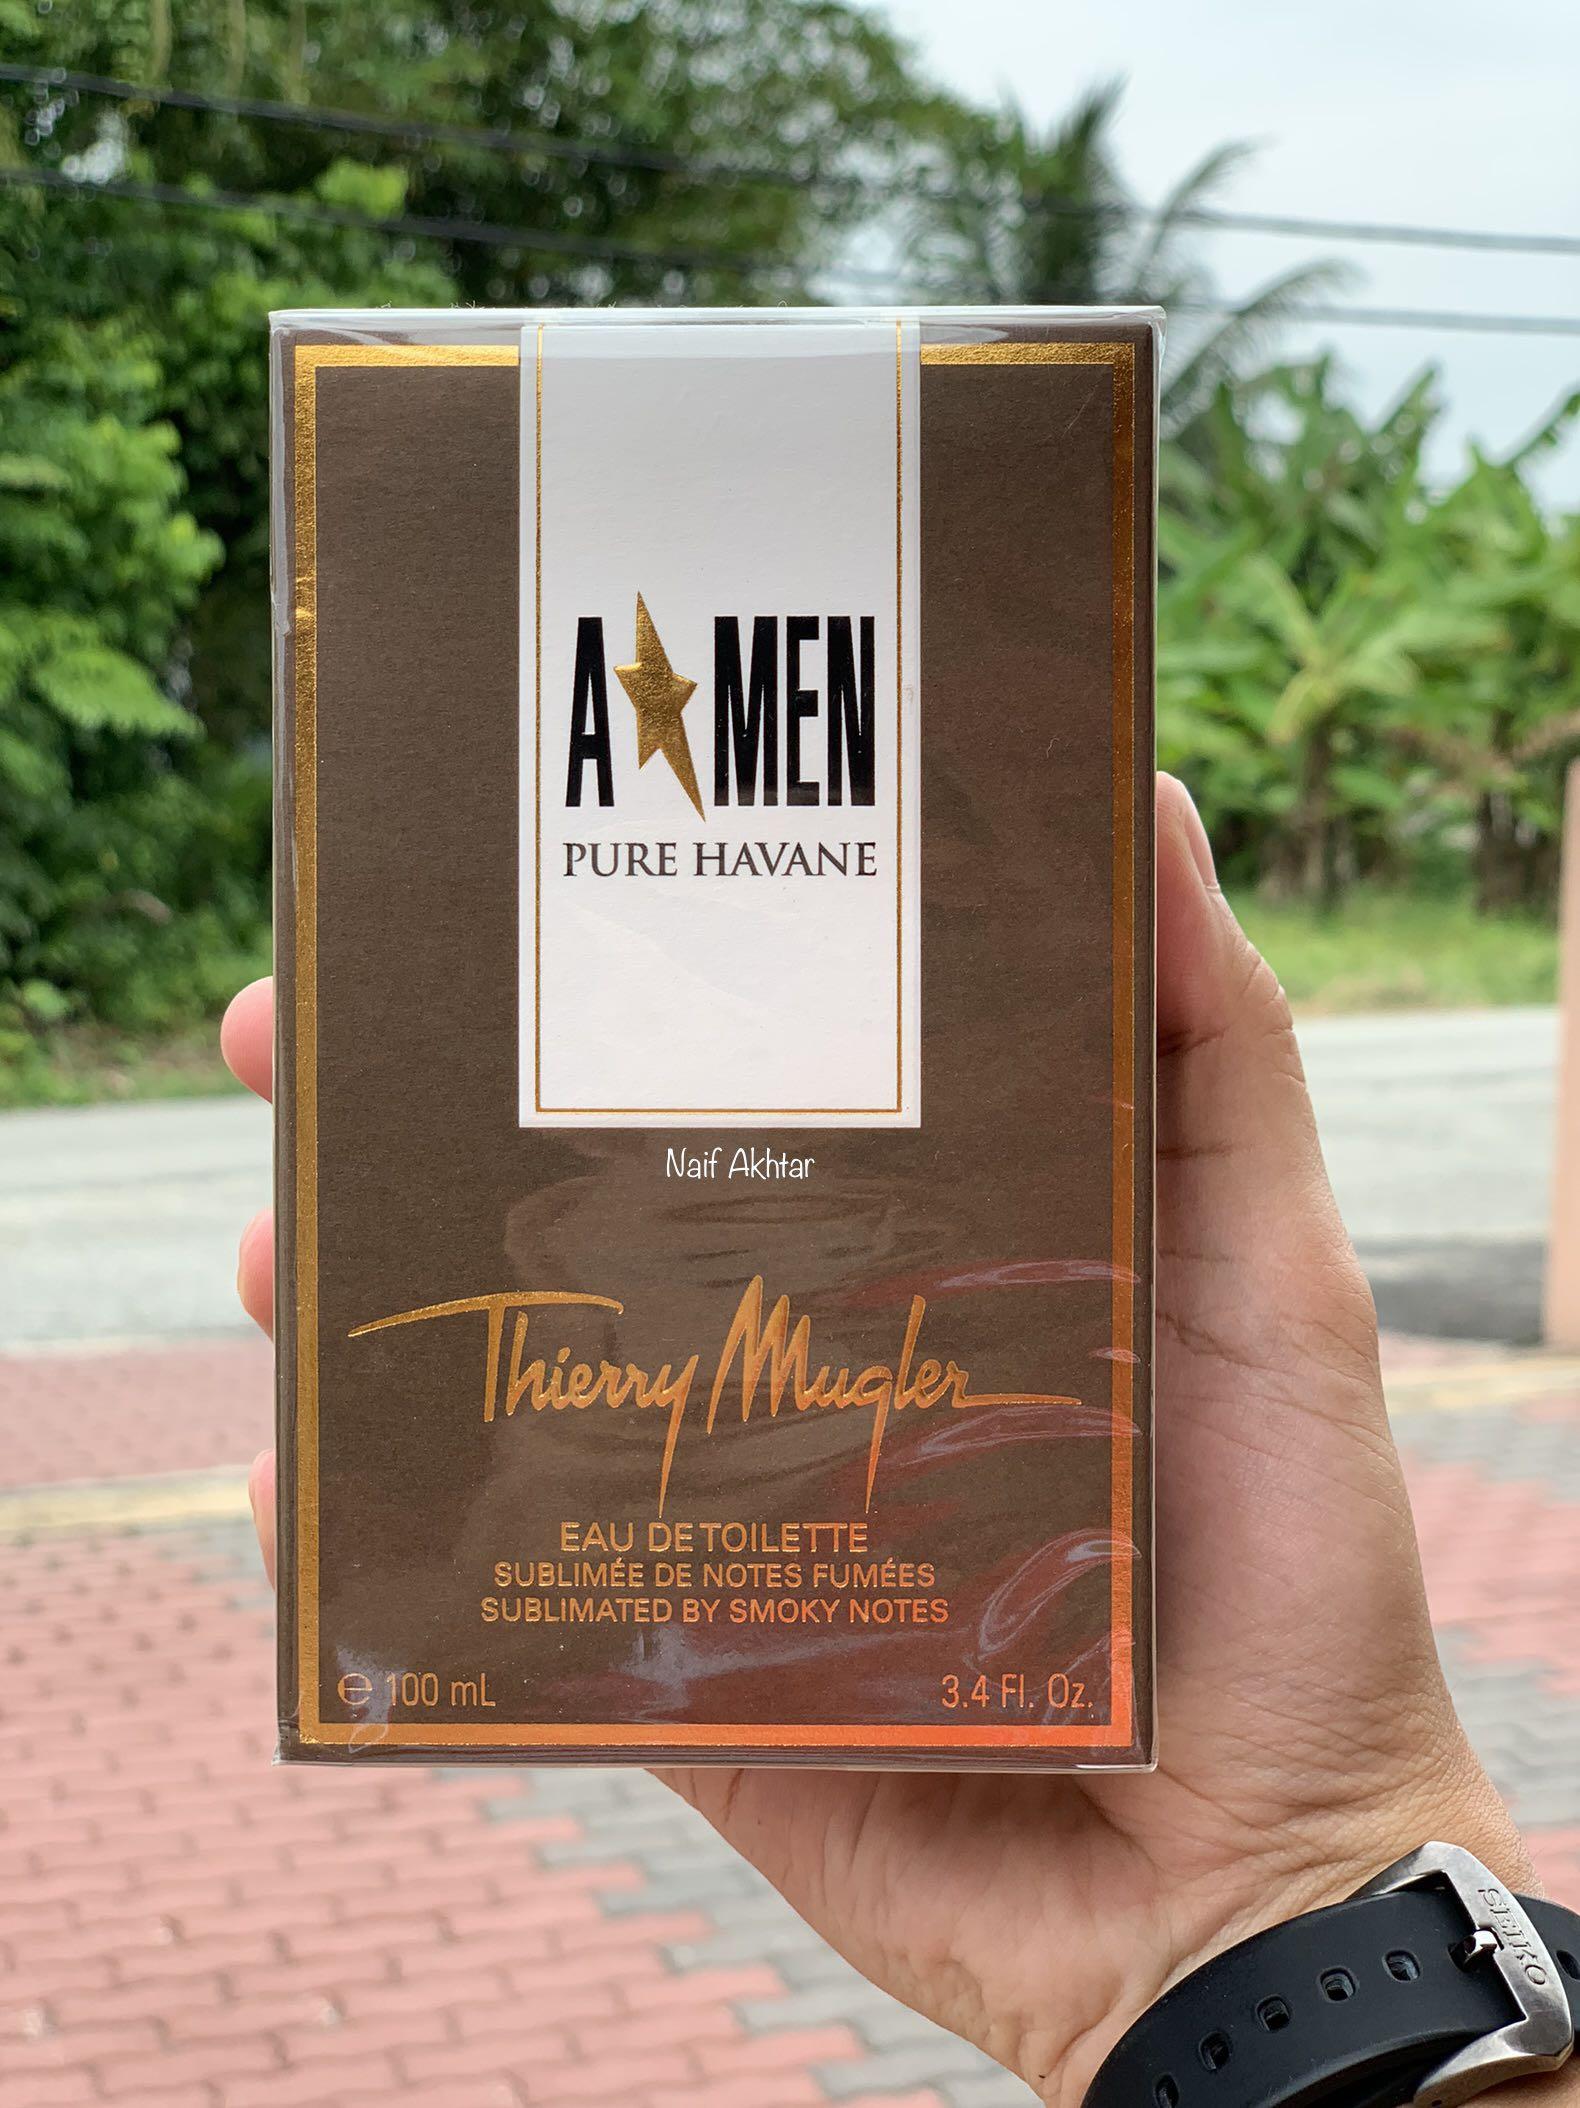 A MEN
PURE HAVANE
Naif Akhtar
Thierry Mugler
EAU DE TOILETTE
SUBLIMÉE DE NOTES FUMÉES
SUBLIMATED BY SMOKY NOTES
e 100 mL 3.4 Fl. Oz.
SEIKO